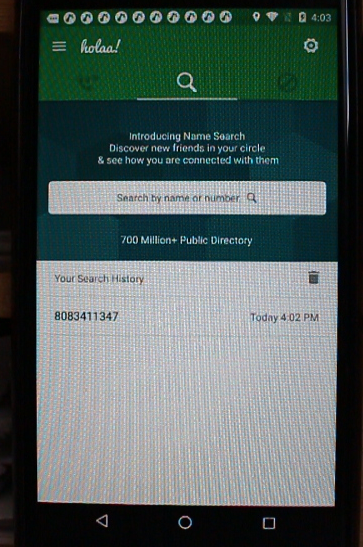 4:03
holaa!
Introducing Name Search
Discover new friends in your circle
& see how you are connected with them
Search by name or number
700 Million+ Public Directory
Your Search History
8083411347
Today 4:02 PM